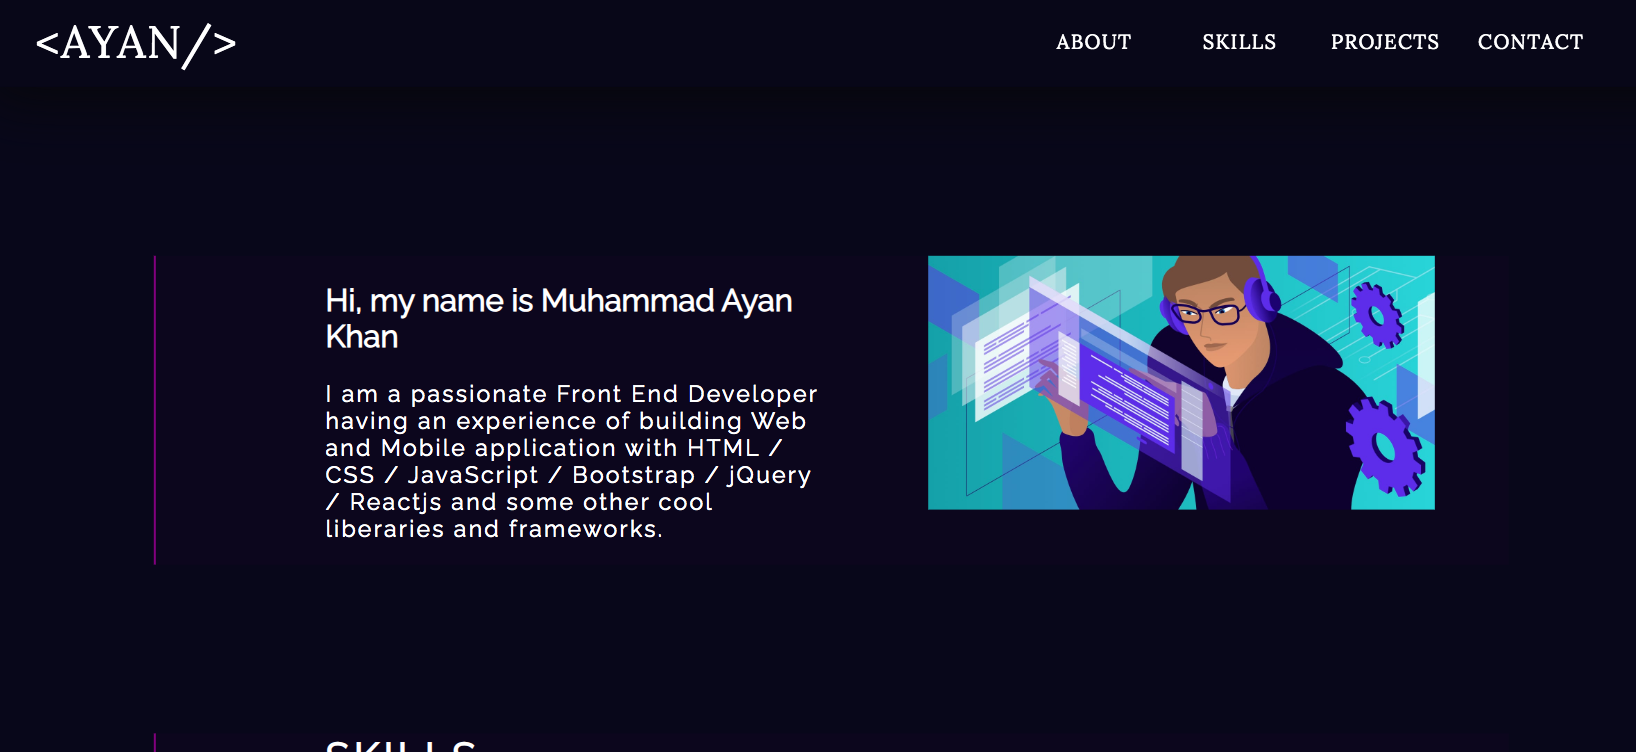 <AYAN/>
ABOUT SKILLS PROJECTS CONTACT
Hi, my name is Muhammad Ayan
Khan
I am a passionate Front End Developer
having an experience of building Web
and Mobile application with HTML /
CSS / JavaScript / Bootstrap / jQuery
/ Reactjs and some other cool
liberaries and frameworks.
SKILLS